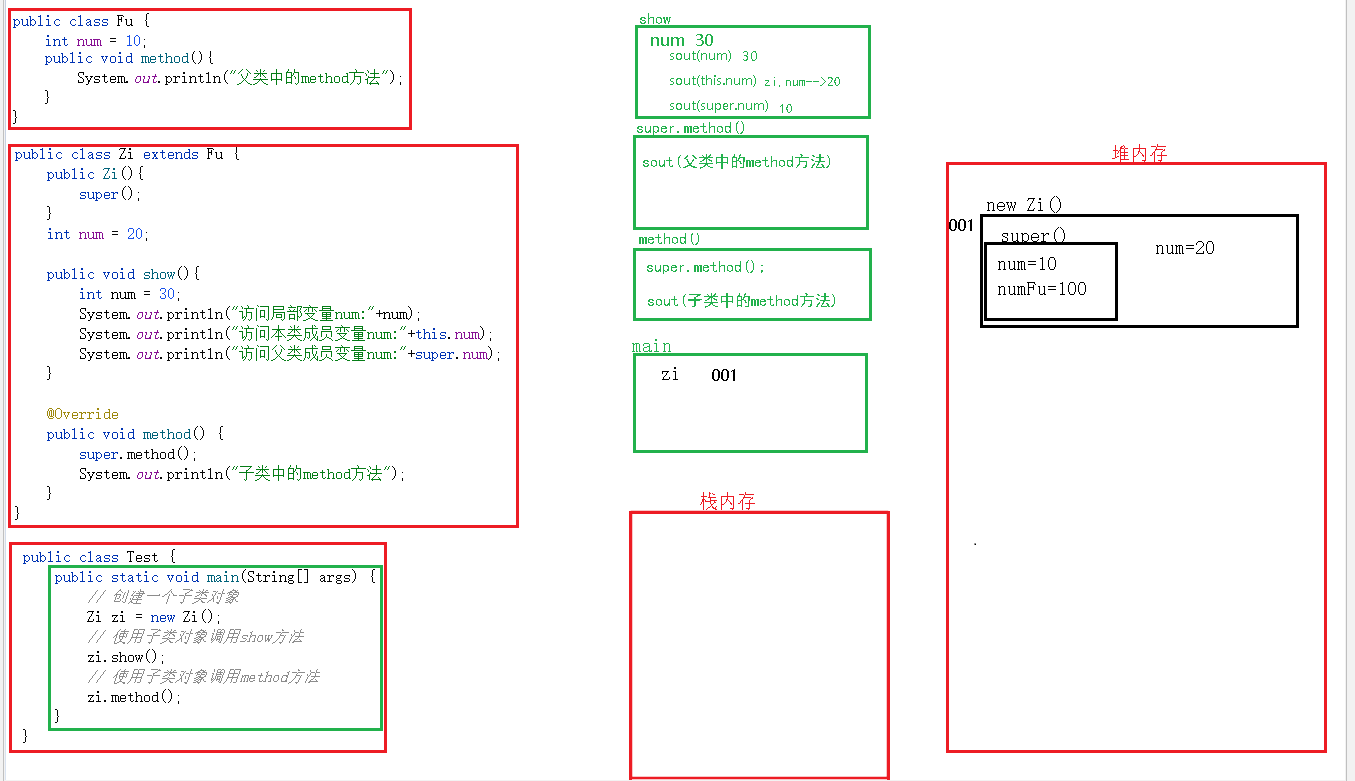 public class Fu {
int num = 10;
public void method(){
System.out.println("父类中的method方法");
}
}
public class Zi extends Fu {
public Zi(){
super();
}
int num = 20;
public void show(){
int num = 30;
System.out.println("访问局部变量num:"+num);
System.out.println("访问本类成员变量num:"+this.num);
System.out.println("访问父类成员变量num:"+super.num);
}
@Override
public void method() {
super.method();
System.out.println("子类中的method方法");
}
}
public class Test {
public static void main(String[] args) {
// 创建一个子类对象
Zi zi = new Zi();
// 使用子类对象调用show方法
zi.show();
// 使用子类对象调用method方法
zi.method();
}
}
show
num 30
sout(num) 30
sout(this.num) zi.num-->20
sout(super.num) 10
super.method()
sout(父类中的method方法)
method()
super.method();
sout(子类中的method方法)
main
zi 001
栈内存
堆内存
new Zi()
001
super()
num=10
numFu=100
num=20